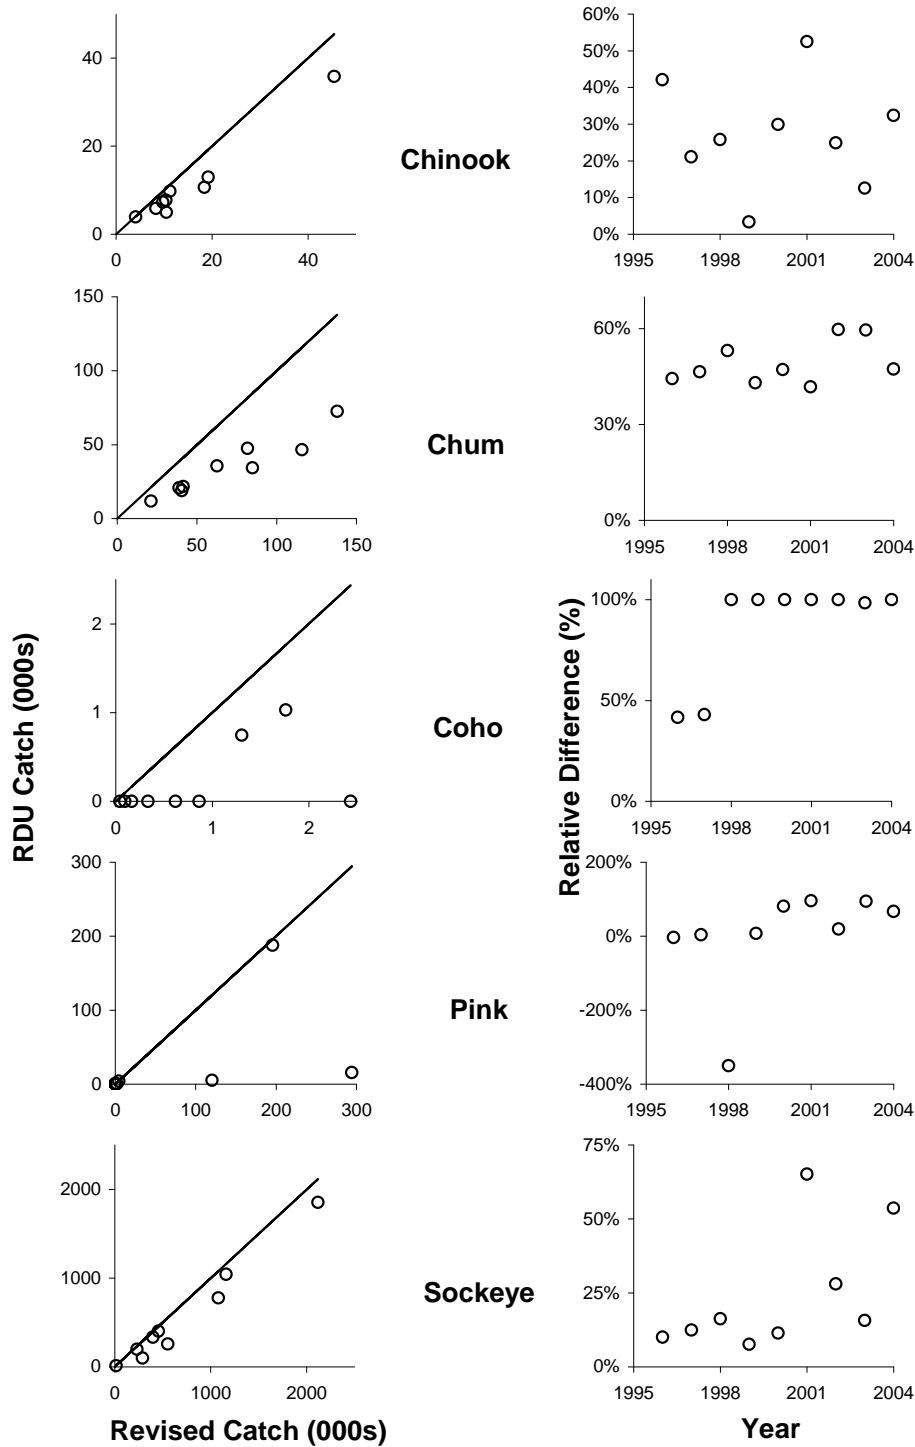 40
20
0
0 20 40
Chinook
60%
50%
40%
30%
20%
10%
0%
1995 1998 2001 2004
150
100
50
0
0 50 100 150
Chum
60%
30%
0%
1995 1998 2001 2004
2
1
0
0 1 2
Coho
100%
50%
0%
1995 1998 2001 2004
300
200
100
0
0 100 200 300
Pink
200%
0%
-200%
-400%
1995 1998 2001 2004
2000
1000
0
0 1000 2000
Sockeye
75%
50%
25%
0%
1995 1998 2001 2004
RDU Catch (000s)
Relative Difference (%)
Revised Catch (000s)
Year